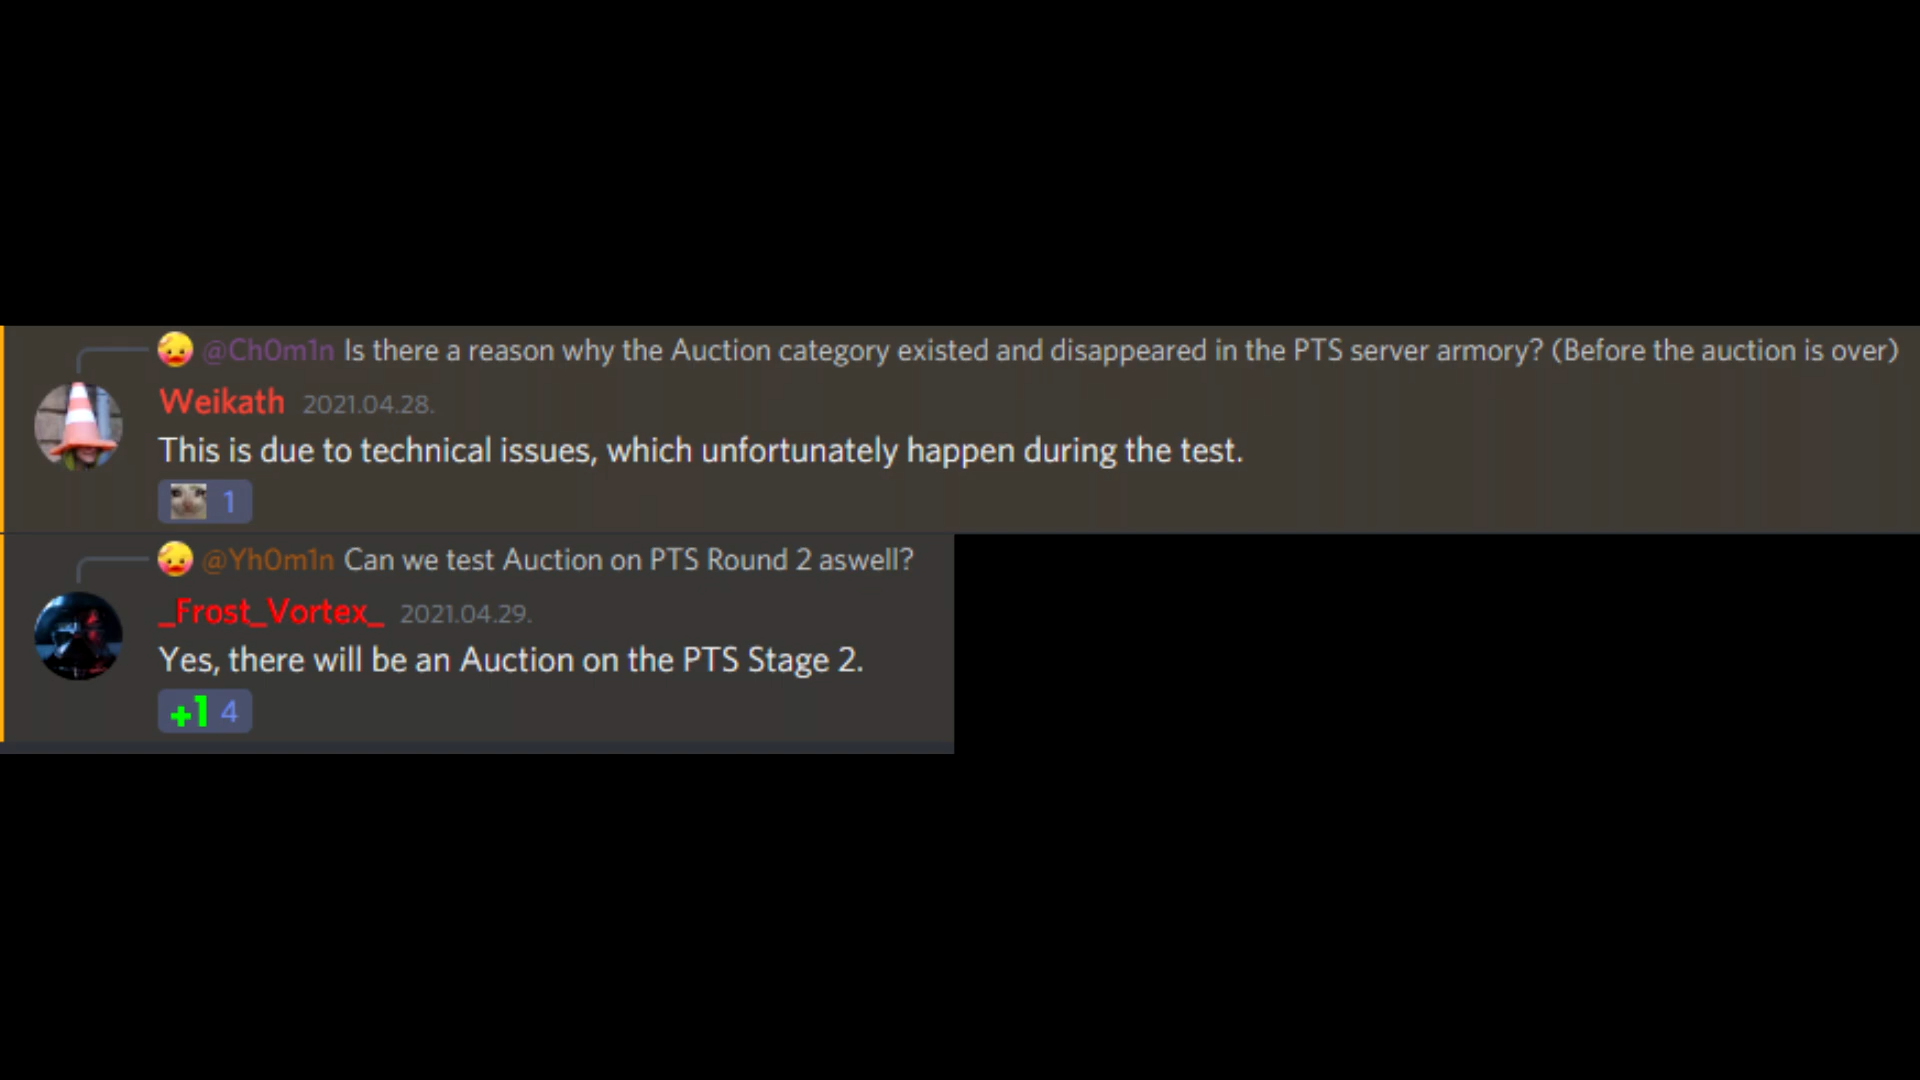 @Ch0m1n Is there a reason why the Auction category existed and disappeared in the PTS server armory? (Before the auction is over)
Weikath 2021.04.28.
This is due to technical issues, which unfortunately happen during the test.
1
@Yh0m1n Can we test Auction on PTS Round 2 aswell?
_Frost_Vortex_ 2021.04.29.
Yes, there will be an Auction on the PTS Stage 2.
+1 4